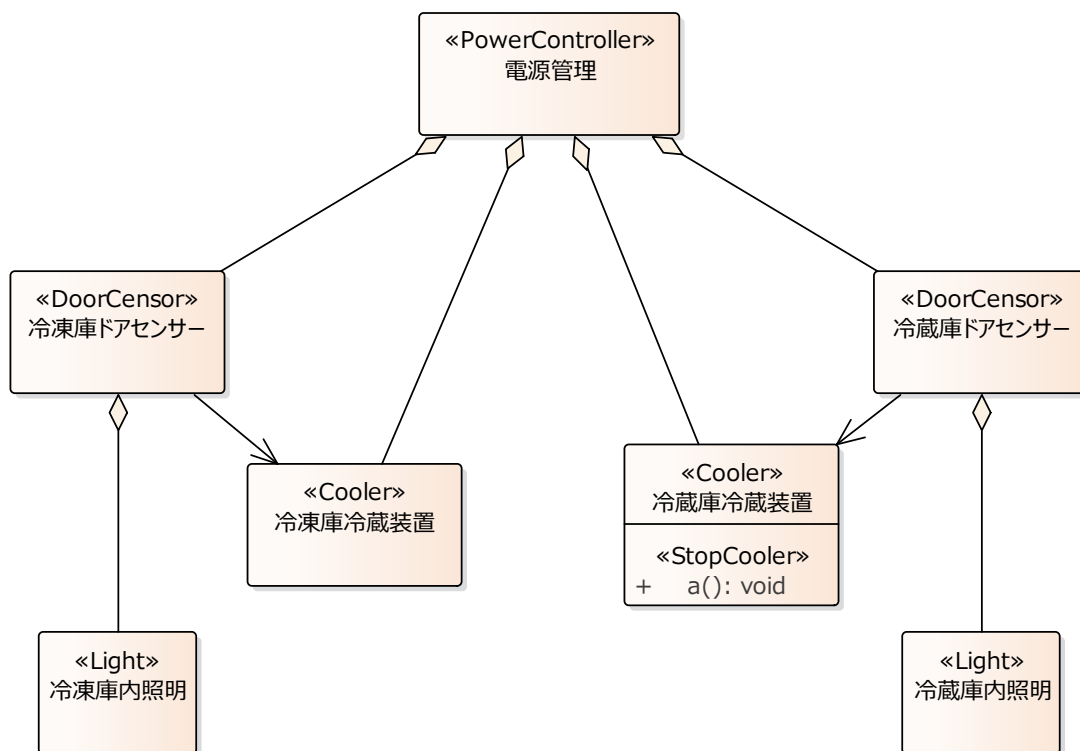 «PowerController»
電源管理
«DoorCensor»
冷凍庫ドアセンサー
«DoorCensor»
冷蔵庫ドアセンサー
«Cooler»
冷凍庫冷蔵装置
«Cooler»
冷蔵庫冷蔵装置
«StopCooler»
+ a(): void
«Light»
冷凍庫内照明
«Light»
冷蔵庫内照明